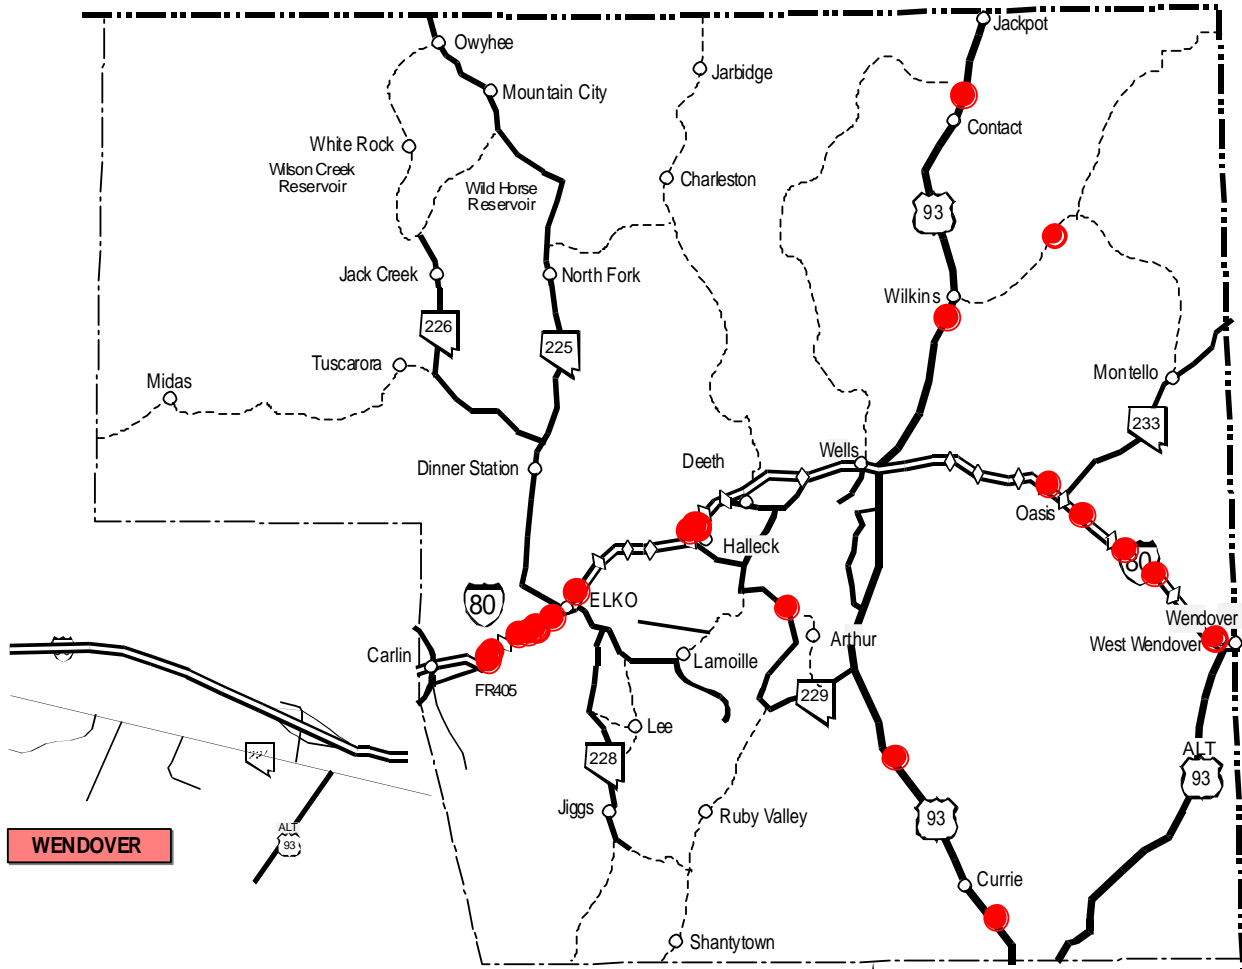 Jackpot
Owyhee
Jarbidge
Mountain City
Contact
White Rock
Wilson Creek
Reservoir
Charleston
Wild Horse
Reservoir
93
Jack Creek
North Fork
Wilkins
226
225
Tuscarora
Montello
Midas
233
Dinner Station
Deeth
Wells
Oasis
Halleck
80
80
ELKO
Wendover
West Wendover
Arthur
Carlin
Lamoille
FR405
229
Lee
228
ALT
93
Jiggs
Ruby Valley
93
ALT
93
WENDOVER
Currie
Shantytown